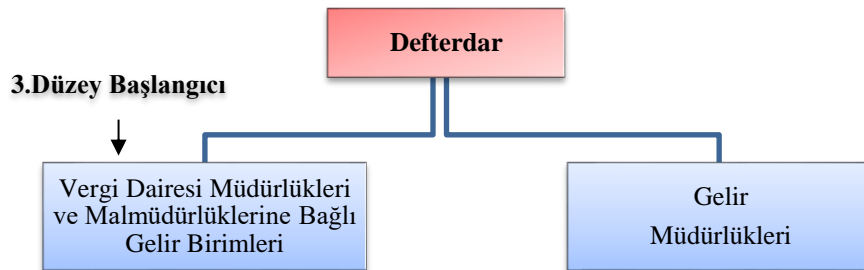 Defterdar
3.Düzey Başlangıcı
Vergi Dairesi Müdürlükleri
ve Malmüdürlüklerine Bağlı
Gelir Birimleri
Gelir
Müdürlükleri